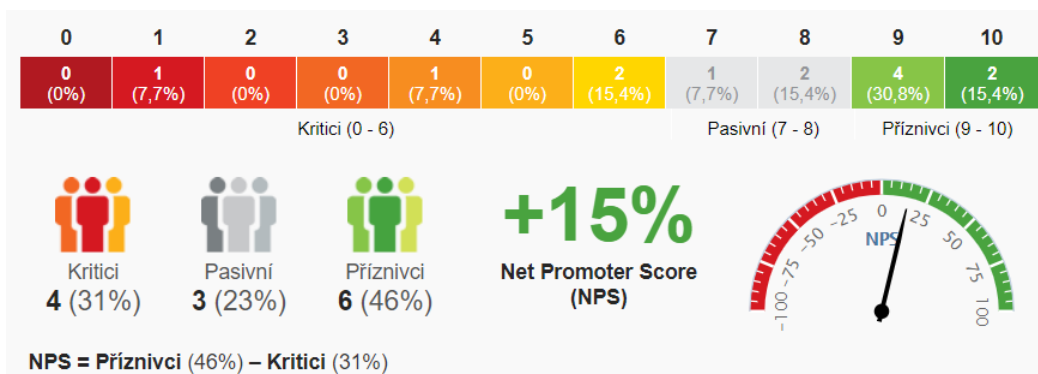 0 1 2 3 4 5 6 7 8 9 10
0 1 0 0 1 0 2 1 2 4 2
(0%) (7,7%) (0%) (0%) (7,7%) (0%) (15,4%) (7,7%) (15,4%) (30,8%) (15,4%)
Kritici (0 - 6) Pasivní (7 - 8) Příznivci (9 - 10)
Kritici
4 (31%)
Pasivní
3 (23%)
Příznivci
6 (46%)
+15%
Net Promoter Score
(NPS)
-100 -75 -50 -25 0 25 50 75 100
NPS
NPS = Příznivci (46%) – Kritici (31%)